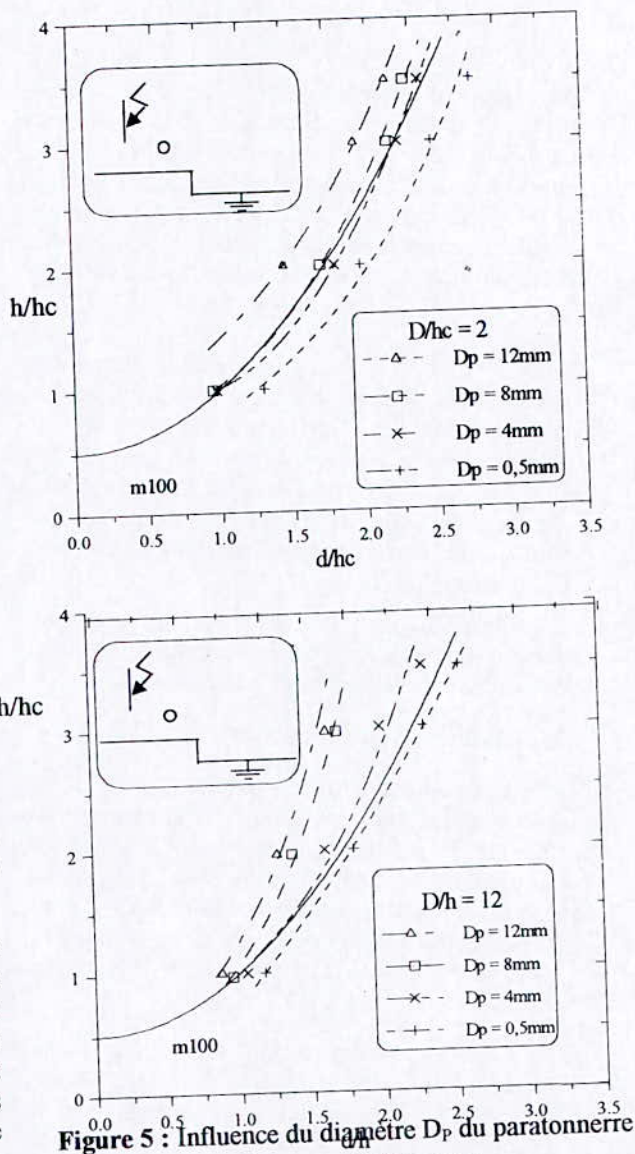 4
3
h/hc
2
1
0
D/hc = 2
Dp = 12mm
Dp = 8mm
Dp = 4mm
Dp = 0,5mm
m100
0.0 0.5 1.0 1.5 2.0 2.5 3.0 3.5
d/hc
4
h/hc
3
2
1
0
D/h = 12
Dp = 12mm
Dp = 8mm
Dp = 4mm
Dp = 0,5mm
m100
0.0 0.5 1.0 1.5 2.0 2.5 3.0 3.5
Figure 5 : Influence du diamètre DP du paratonnerre